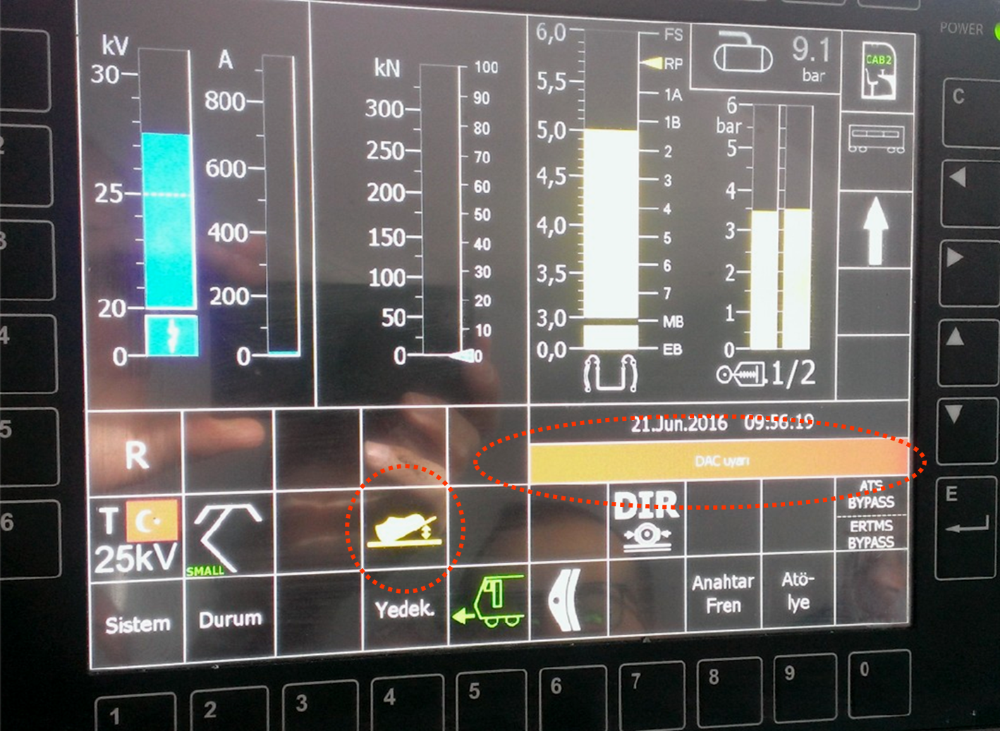 POWER
kV
30
25
20
0
A
800
600
400
200
0
kN
300
250
200
150
100
50
0
100
90
80
70
60
50
40
30
20
10
0
6,0
5,5
5,0
4,5
4,0
3,5
3,0
0,0
FS
RP
1A
1B
2
3
4
5
6
7
MB
EB
9.1
bar
6
bar
5
4
3
2
1
0
1/2
CAB2
21.Jun.2016 09:56:19
DAC uyarı
R
T
25kV
SMALL
DIR
ATS
BYPASS
ERTMS
BYPASS
Sistem
Durum
Yedek.
Anahtar
Fren
Atö-
lye
2
3
4
5
6
C
E
1
2
3
4
5
6
7
8
9
0